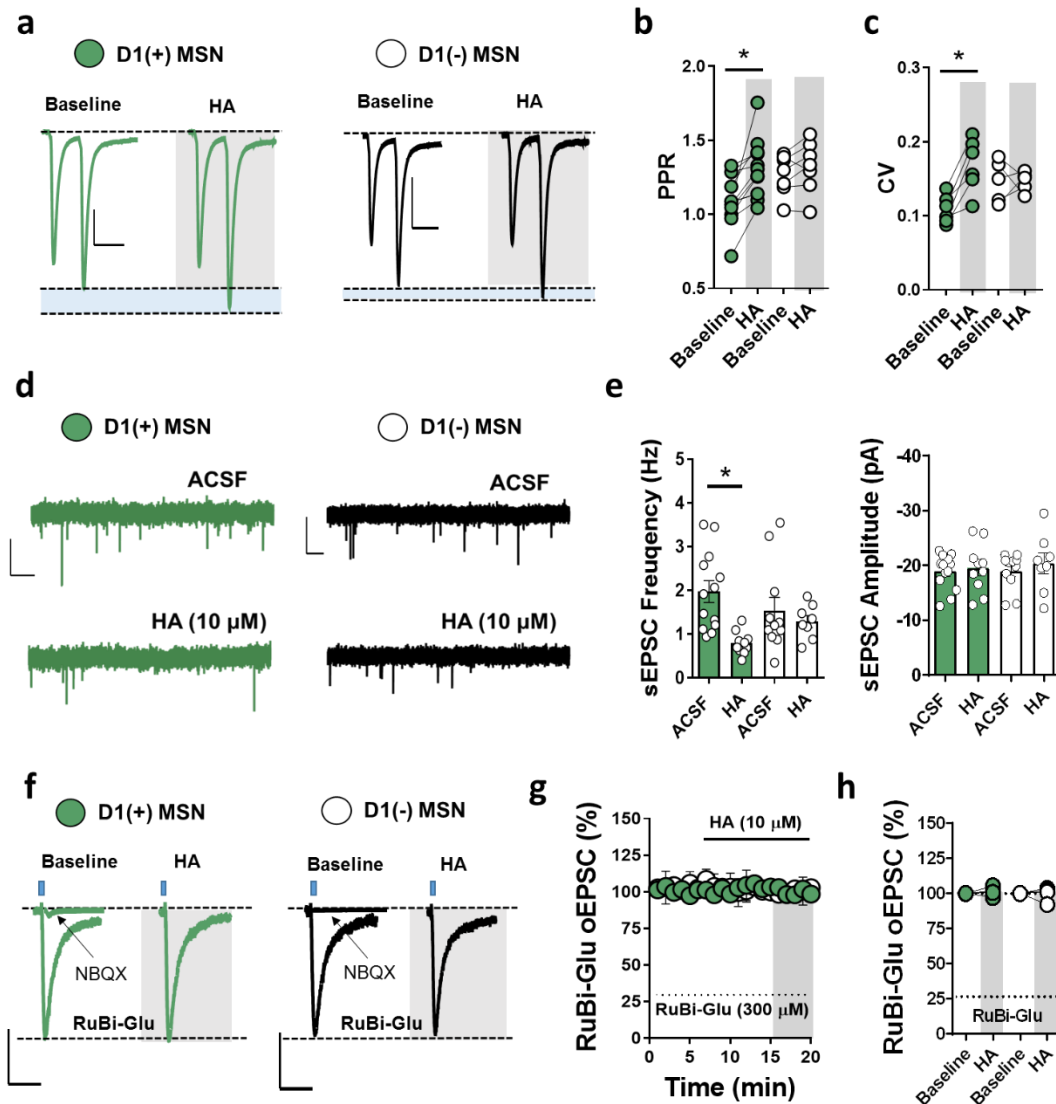 a
D1(+) MSN
D1(-) MSN
Baseline
HA
Baseline
HA
b
*
PPR
2.0
1.5
1.0
0.5
Baseline
HA
Baseline
HA
c
*
CV
0.3
0.2
0.1
0.0
Baseline
HA
Baseline
HA
d
D1(+) MSN
D1(-) MSN
ACSF
ACSF
HA (10 µM)
HA (10 µM)
e
*
sEPSC Freuqency (Hz)
5
4
3
2
1
0
ACSF
HA
ACSF
HA
sEPSC Amplitude (pA)
-40
-30
-20
-10
0
ACSF
HA
ACSF
HA
f
D1(+) MSN
D1(-) MSN
Baseline
HA
Baseline
HA
NBQX
NBQX
RuBi-Glu
RuBi-Glu
g
RuBi-Glu oEPSC (%)
150
125
100
75
50
25
0
HA (10 µM)
RuBi-Glu (300 µM)
0
5
10
15
20
Time (min)
h
RuBi-Glu oEPSC (%)
150
125
100
75
50
25
0
RuBi-Glu
Baseline
HA
Baseline
HA